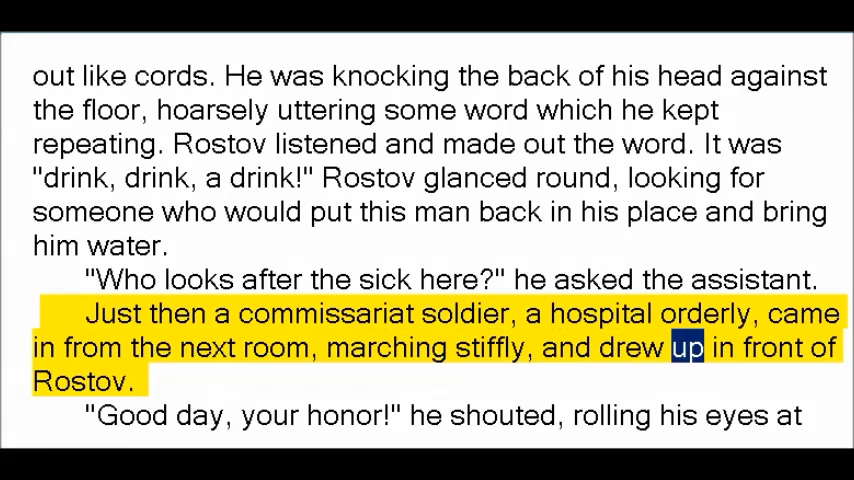 out like cords. He was knocking the back of his head against
the floor, hoarsely uttering some word which he kept
repeating. Rostov listened and made out the word. It was
"drink, drink, a drink!" Rostov glanced round, looking for
someone who would put this man back in his place and bring
him water.
"Who looks after the sick here?" he asked the assistant.
Just then a commissariat soldier, a hospital orderly, came
in from the next room, marching stiffly, and drew up in front of
Rostov.
"Good day, your honor!" he shouted, rolling his eyes at